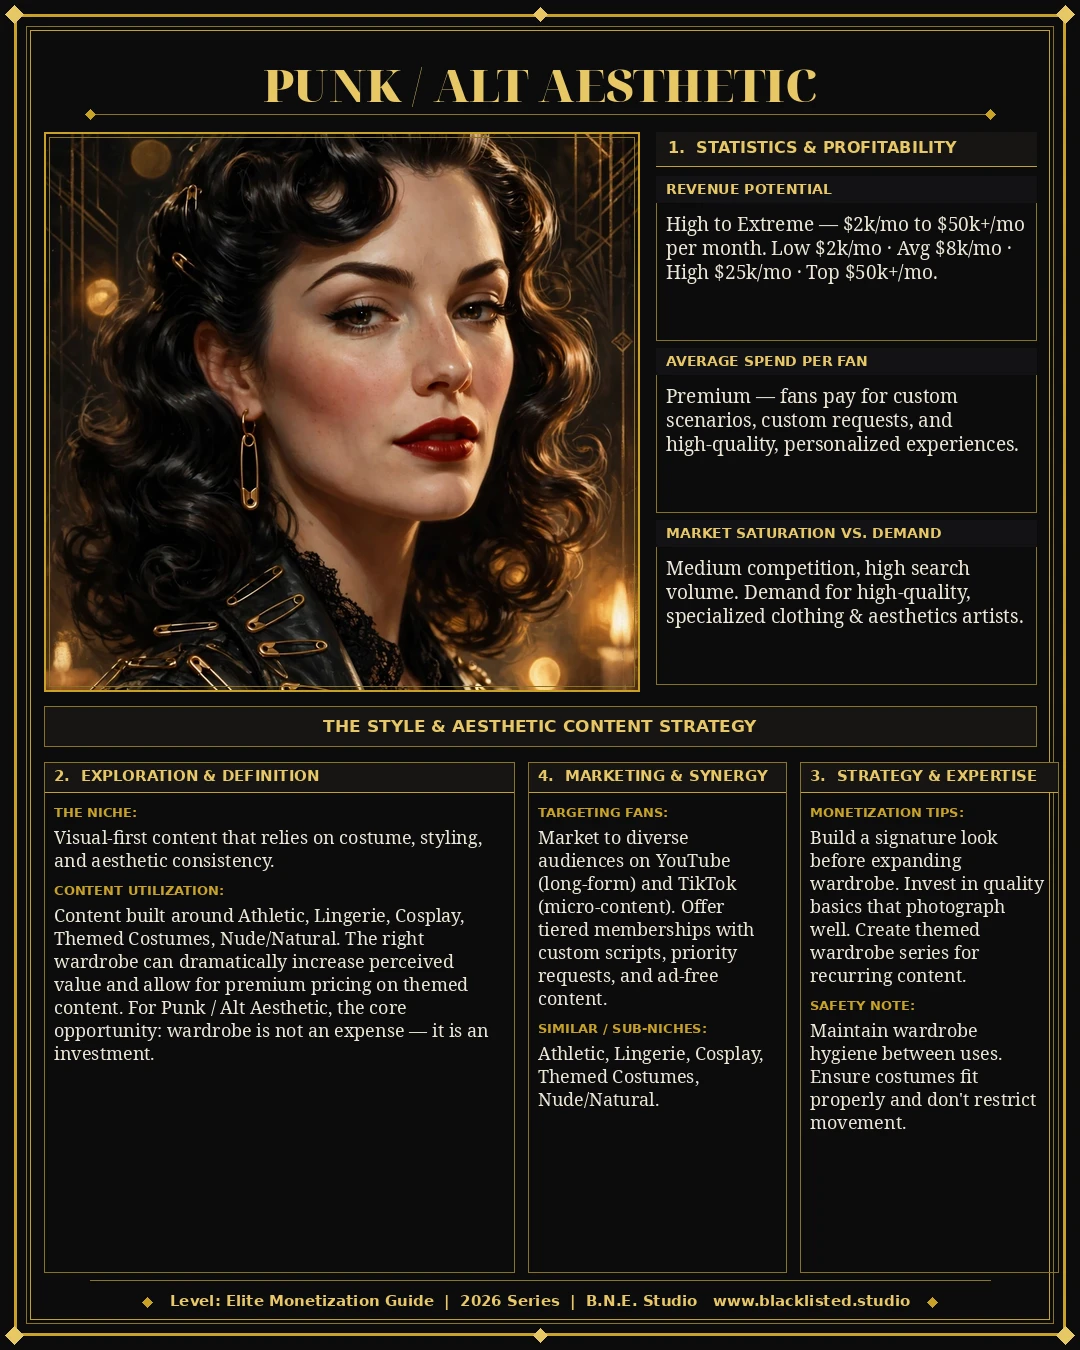 PUNK / ALT AESTHETIC
1. STATISTICS & PROFITABILITY
REVENUE POTENTIAL
High to Extreme — $2k/mo to $50k+/mo
per month. Low $2k/mo · Avg $8k/mo ·
High $25k/mo · Top $50k+/mo.
AVERAGE SPEND PER FAN
Premium — fans pay for custom
scenarios, custom requests, and
high-quality, personalized experiences.
MARKET SATURATION VS. DEMAND
Medium competition, high search
volume. Demand for high-quality,
specialized clothing & aesthetics artists.
THE STYLE & AESTHETIC CONTENT STRATEGY
2. EXPLORATION & DEFINITION
THE NICHE:
Visual-first content that relies on costume, styling,
and aesthetic consistency.
CONTENT UTILIZATION:
Content built around Athletic, Lingerie, Cosplay,
Themed Costumes, Nude/Natural. The right
wardrobe can dramatically increase perceived
value and allow for premium pricing on themed
content. For Punk / Alt Aesthetic, the core
opportunity: wardrobe is not an expense — it is an
investment.
4. MARKETING & SYNERGY
TARGETING FANS:
Market to diverse
audiences on YouTube
(long-form) and TikTok
(micro-content). Offer
tiered memberships with
custom scripts, priority
requests, and ad-free
content.
SIMILAR / SUB-NICHES:
Athletic, Lingerie, Cosplay,
Themed Costumes,
Nude/Natural.
3. STRATEGY & EXPERTISE
MONETIZATION TIPS:
Build a signature look
before expanding
wardrobe. Invest in quality
basics that photograph
well. Create themed
wardrobe series for
recurring content.
SAFETY NOTE:
Maintain wardrobe
hygiene between uses.
Ensure costumes fit
properly and don't restrict
movement.
Level: Elite Monetization Guide | 2026 Series | B.N.E. Studio www.blacklisted.studio